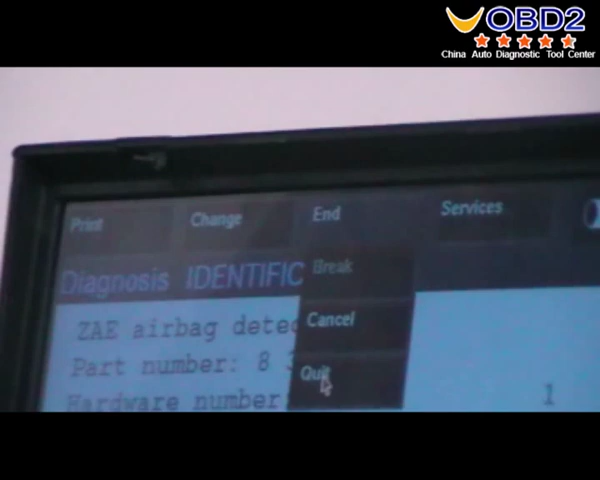 OBD2
China Auto Diagnostic Tool Center
Print Change End Services
Break
Diagnosis IDENTIFIC
Cancel
ZAE airbag detec
Part number: 8 3
Quit
Hardware number: 1